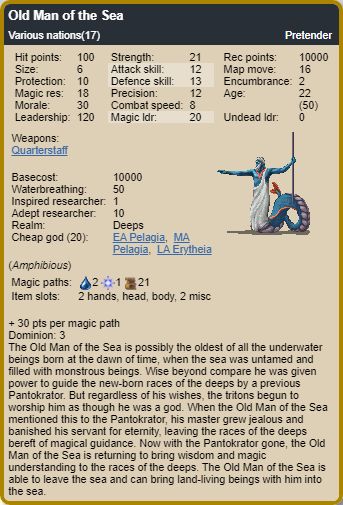 Old Man of the Sea
Various nations(17) Pretender
Hit points: 100 Strength: 21 Rec points: 10000
Size: 6 Attack skill: 12 Map move: 16
Protection: 10 Defence skill: 13 Encumbrance: 2
Magic res: 18 Precision: 12 Age: 22
Morale: 30 Combat speed: 8 (50)
Leadership: 120 Magic ldr: 20 Undead ldr: 0
Weapons:
Quarterstaff
Basecost: 10000
Waterbreathing: 50
Inspired researcher: 1
Adept researcher: 10
Realm: Deeps
Cheap god (20): EA Pelagia, MA
Pelagia, LA Erytheia
(Amphibious)
Magic paths: 2 1 21
Item slots: 2 hands, head, body, 2 misc
+ 30 pts per magic path
Dominion: 3
The Old Man of the Sea is possibly the oldest of all the underwater
beings born at the dawn of time, when the sea was untamed and
filled with monstrous beings. Wise beyond compare he was given
power to guide the new-born races of the deeps by a previous
Pantokrator. But regardless of his wishes, the tritons begun to
worship him as though he was a god. When the Old Man of the Sea
mentioned this to the Pantokrator, his master grew jealous and
banished his servant for eternity, leaving the races of the deeps
bereft of magical guidance. Now with the Pantokrator gone, the Old
Man of the Sea is returning to bring wisdom and magic
understanding to the races of the deeps. The Old Man of the Sea is
able to leave the sea and can bring land-living beings with him into
the sea.